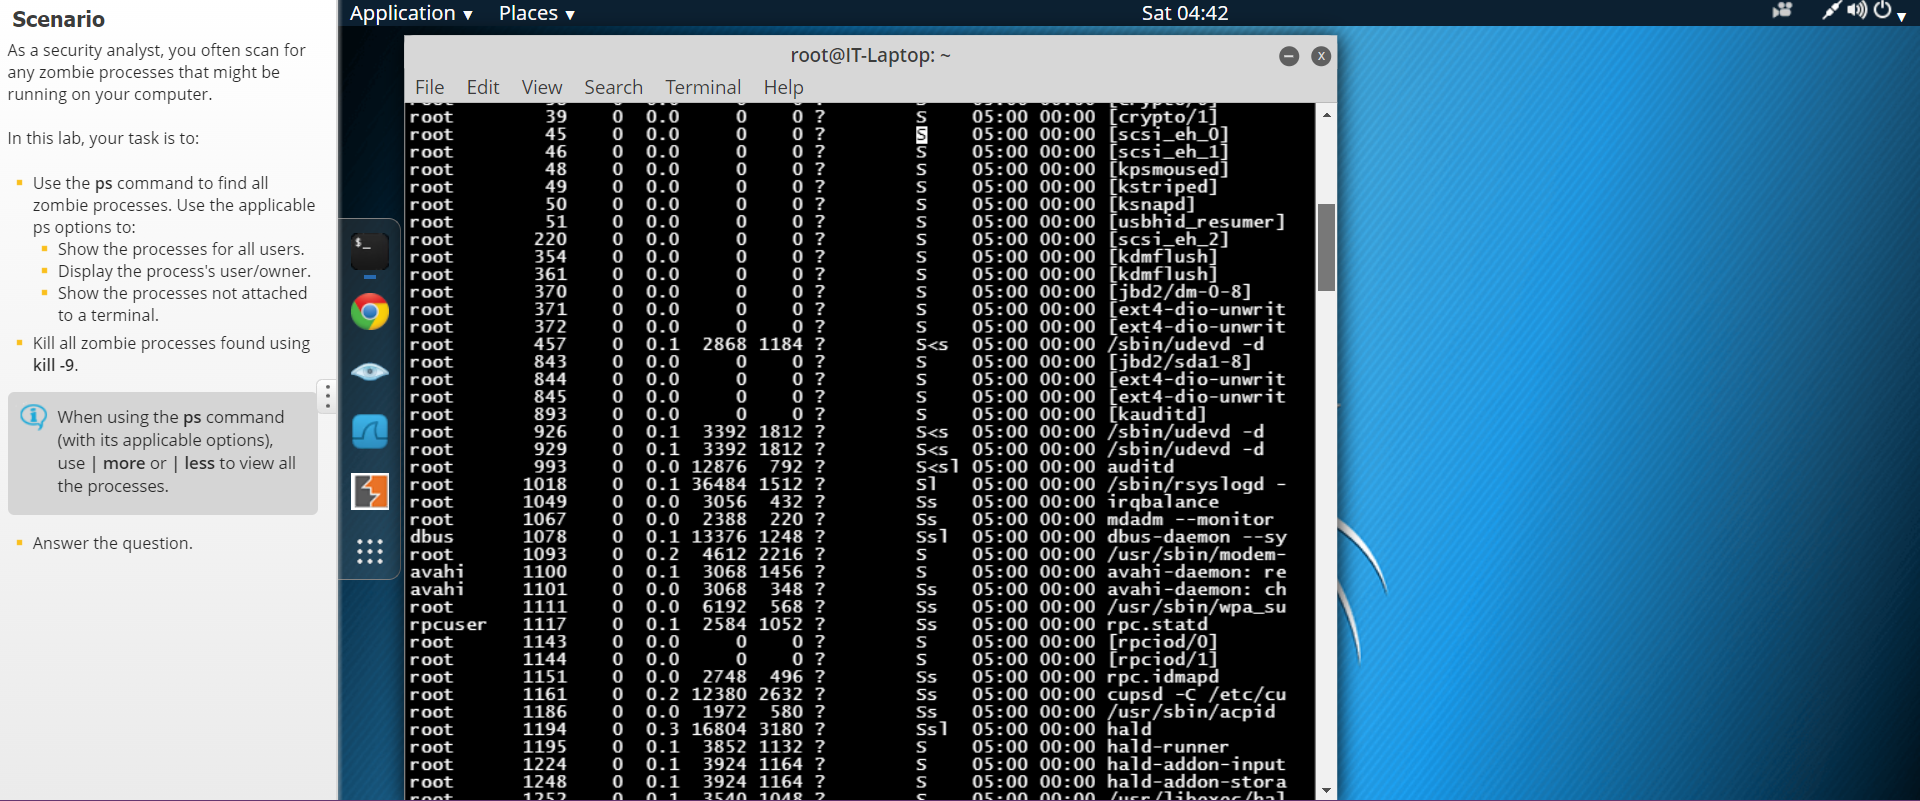 Scenario
As a security analyst, you often scan for
any zombie processes that might be
running on your computer.
In this lab, your task is to:
Use the ps command to find all
zombie processes. Use the applicable
ps options to:
Show the processes for all users.
Display the process's user/owner.
Show the processes not attached
to a terminal.
Kill all zombie processes found using
kill -9.
When using the ps command
(with its applicable options),
use | more or | less to view all
the processes.
Answer the question.
Application ▾ Places ▾ Sat 04:42
root@IT-Laptop: ~
File Edit View Search Terminal Help
root 39 0 0.0 0 0 ? S 05:00 00:00 [crypto/1]
root 45 0 0.0 0 0 ? S 05:00 00:00 [scsi_eh_0]
root 46 0 0.0 0 0 ? S 05:00 00:00 [scsi_eh_1]
root 48 0 0.0 0 0 ? S 05:00 00:00 [kpsmoused]
root 49 0 0.0 0 0 ? S 05:00 00:00 [kstriped]
root 50 0 0.0 0 0 ? S 05:00 00:00 [ksnapd]
root 51 0 0.0 0 0 ? S 05:00 00:00 [usbhid_resumer]
root 220 0 0.0 0 0 ? S 05:00 00:00 [scsi_eh_2]
root 354 0 0.0 0 0 ? S 05:00 00:00 [kdmflush]
root 361 0 0.0 0 0 ? S 05:00 00:00 [kdmflush]
root 370 0 0.0 0 0 ? S 05:00 00:00 [jbd2/dm-0-8]
root 371 0 0.0 0 0 ? S 05:00 00:00 [ext4-dio-unwrit
root 372 0 0.0 0 0 ? S 05:00 00:00 [ext4-dio-unwrit
root 457 0 0.1 2868 1184 ? S<s 05:00 00:00 /sbin/udevd -d
root 843 0 0.0 0 0 ? S 05:00 00:00 [jbd2/sda1-8]
root 844 0 0.0 0 0 ? S 05:00 00:00 [ext4-dio-unwrit
root 845 0 0.0 0 0 ? S 05:00 00:00 [ext4-dio-unwrit
root 893 0 0.0 0 0 ? S 05:00 00:00 [kauditd]
root 926 0 0.1 3392 1812 ? S<s 05:00 00:00 /sbin/udevd -d
root 929 0 0.1 3392 1812 ? S<s 05:00 00:00 /sbin/udevd -d
root 993 0 0.0 12876 792 ? S<sl 05:00 00:00 auditd
root 1018 0 0.1 36484 1512 ? Sl 05:00 00:00 /sbin/rsyslogd -
root 1049 0 0.0 3056 432 ? Ss 05:00 00:00 irqbalance
root 1067 0 0.0 2388 220 ? Ss 05:00 00:00 mdadm --monitor
dbus 1078 0 0.1 13376 1248 ? Ssl 05:00 00:00 dbus-daemon --sy
root 1093 0 0.2 4612 2216 ? S 05:00 00:00 /usr/sbin/modem-
avahi 1100 0 0.1 3068 1456 ? S 05:00 00:00 avahi-daemon: re
avahi 1101 0 0.0 3068 348 ? Ss 05:00 00:00 avahi-daemon: ch
root 1111 0 0.0 6192 568 ? Ss 05:00 00:00 /usr/sbin/wpa_su
rpcuser 1117 0 0.1 2584 1052 ? Ss 05:00 00:00 rpc.statd
root 1143 0 0.0 0 0 ? S 05:00 00:00 [rpciod/0]
root 1144 0 0.0 0 0 ? S 05:00 00:00 [rpciod/1]
root 1151 0 0.0 2748 496 ? Ss 05:00 00:00 rpc.idmapd
root 1161 0 0.2 12380 2632 ? Ss 05:00 00:00 cupsd -C /etc/cu
root 1186 0 0.0 1972 580 ? Ss 05:00 00:00 /usr/sbin/acpid
root 1194 0 0.3 16804 3180 ? Ssl 05:00 00:00 hald
root 1195 0 0.1 3852 1132 ? S 05:00 00:00 hald-runner
root 1224 0 0.1 3924 1164 ? S 05:00 00:00 hald-addon-input
root 1248 0 0.1 3924 1164 ? S 05:00 00:00 hald-addon-stora